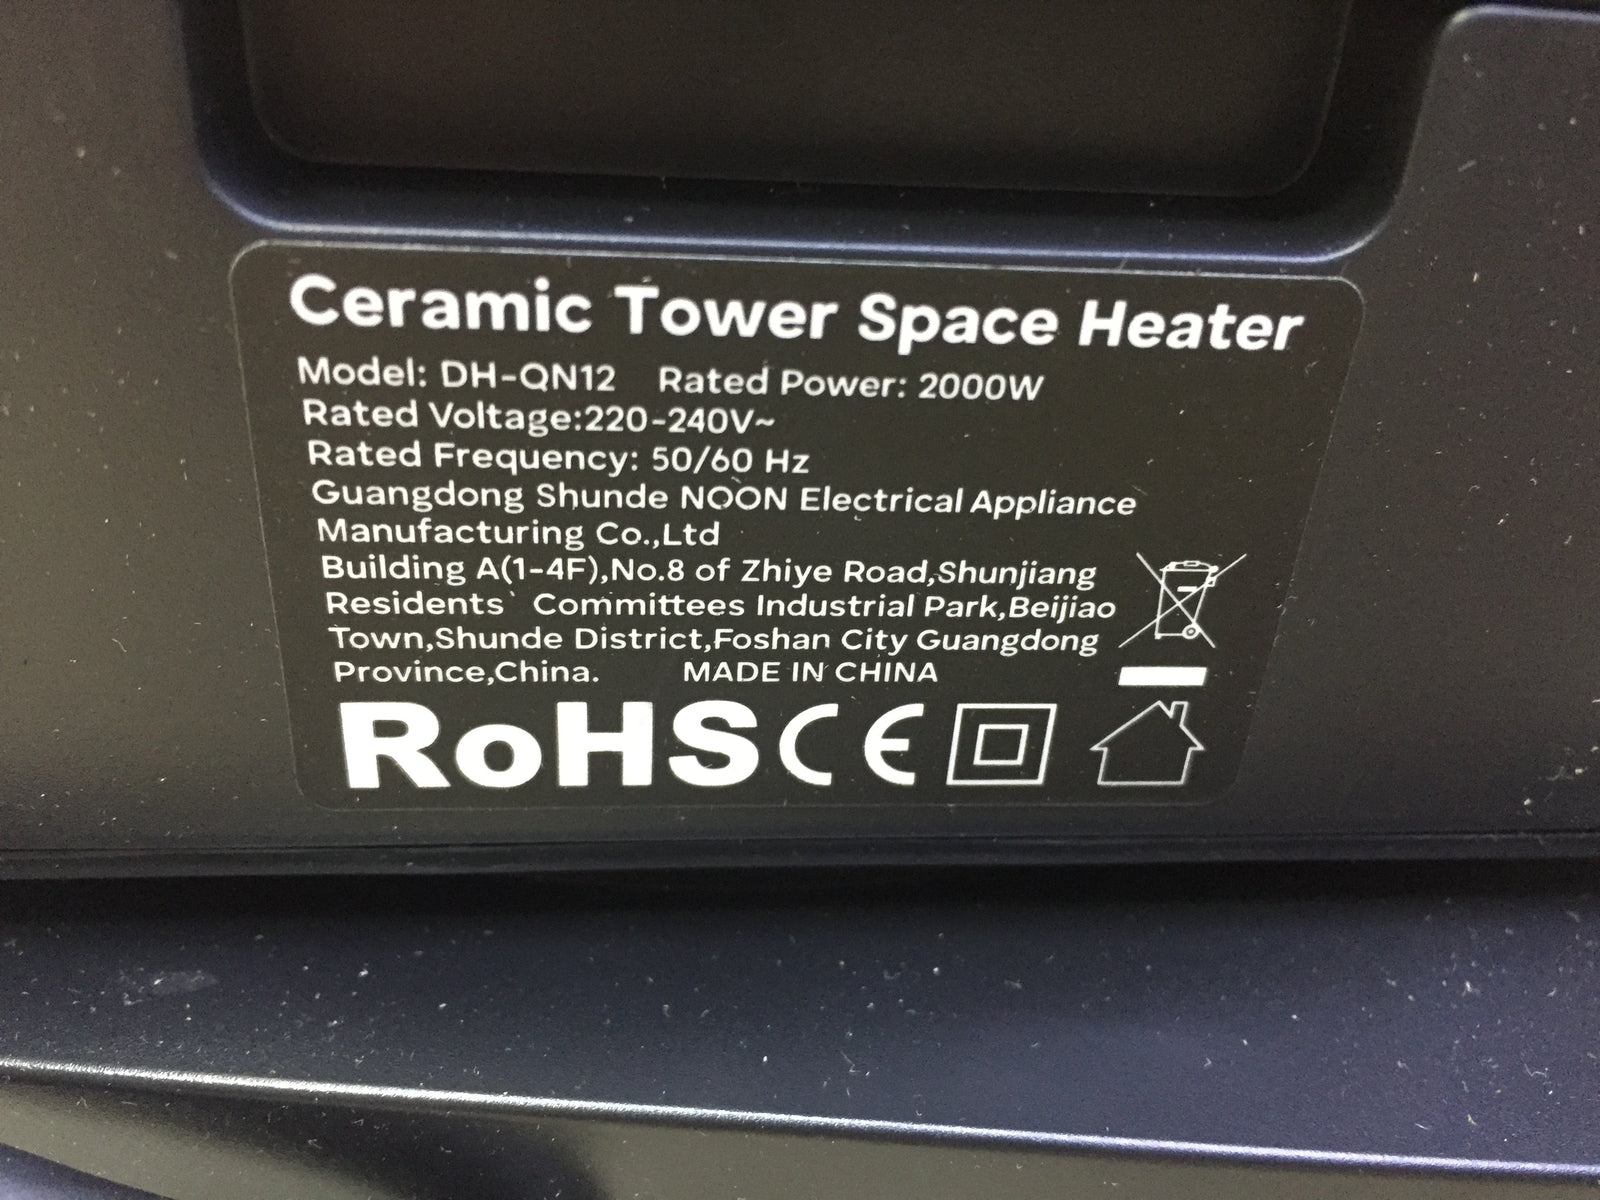 Ceramic Tower Space Heater
Model: DH-QN12 Rated Power: 2000W
Rated Voltage:220-240V~
Rated Frequency: 50/60 Hz
Guangdong Shunde NOON Electrical Appliance
Manufacturing Co.,Ltd
Building A(1-4F),No.8 of Zhiye Road,Shunjiang
Residents` Committees Industrial Park,Beijiao
Town,Shunde District,Foshan City Guangdong
Province,China. MADE IN CHINA
RoHS CE